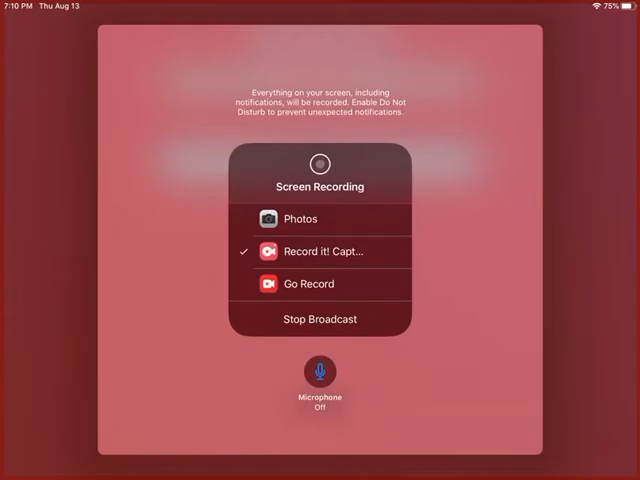 7:10 PM Thu Aug 13
75%
Everything on your screen, including
notifications, will be recorded. Enable Do Not
Disturb to prevent unexpected notifications.
Screen Recording
Photos
Record it! Capt...
Go Record
Stop Broadcast
Microphone
Off